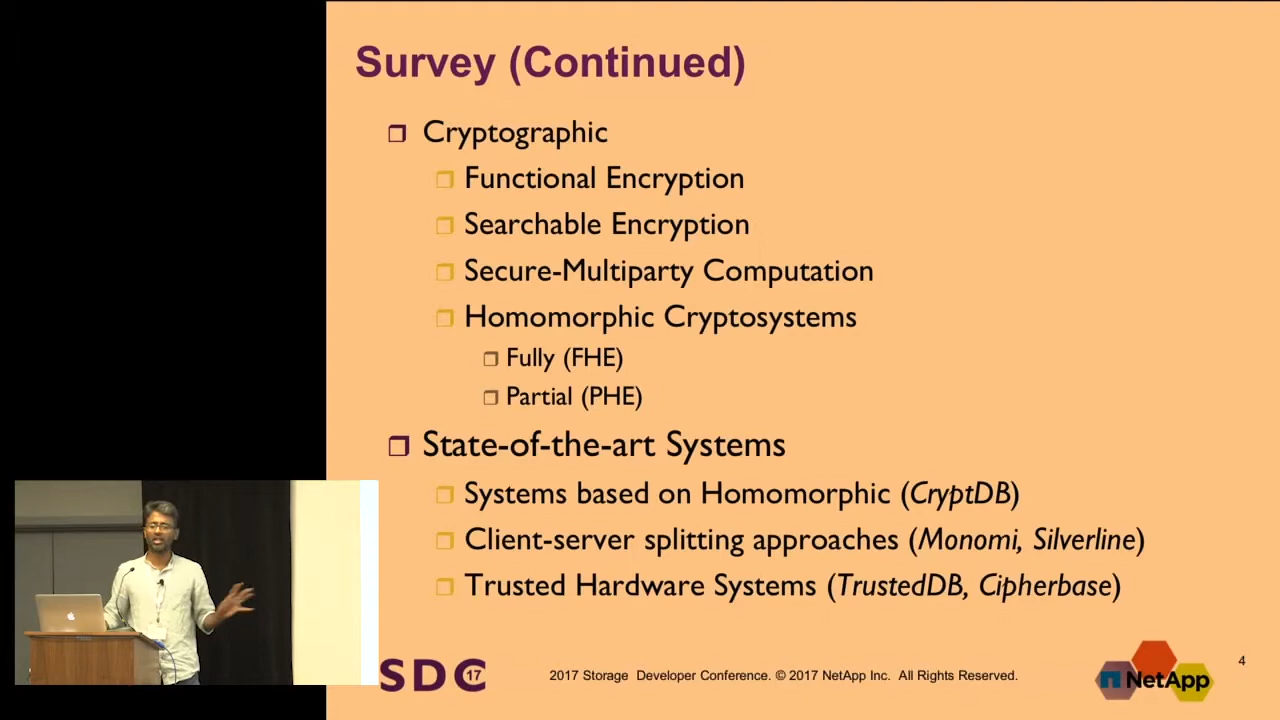 Survey (Continued)
Cryptographic
Functional Encryption
Searchable Encryption
Secure-Multiparty Computation
Homomorphic Cryptosystems
Fully (FHE)
Partial (PHE)
State-of-the-art Systems
Systems based on Homomorphic (CryptDB)
Client-server splitting approaches (Monomi, Silverline)
Trusted Hardware Systems (TrustedDB, Cipherbase)
SDC 17
2017 Storage Developer Conference. © 2017 NetApp Inc. All Rights Reserved.
NetApp
4